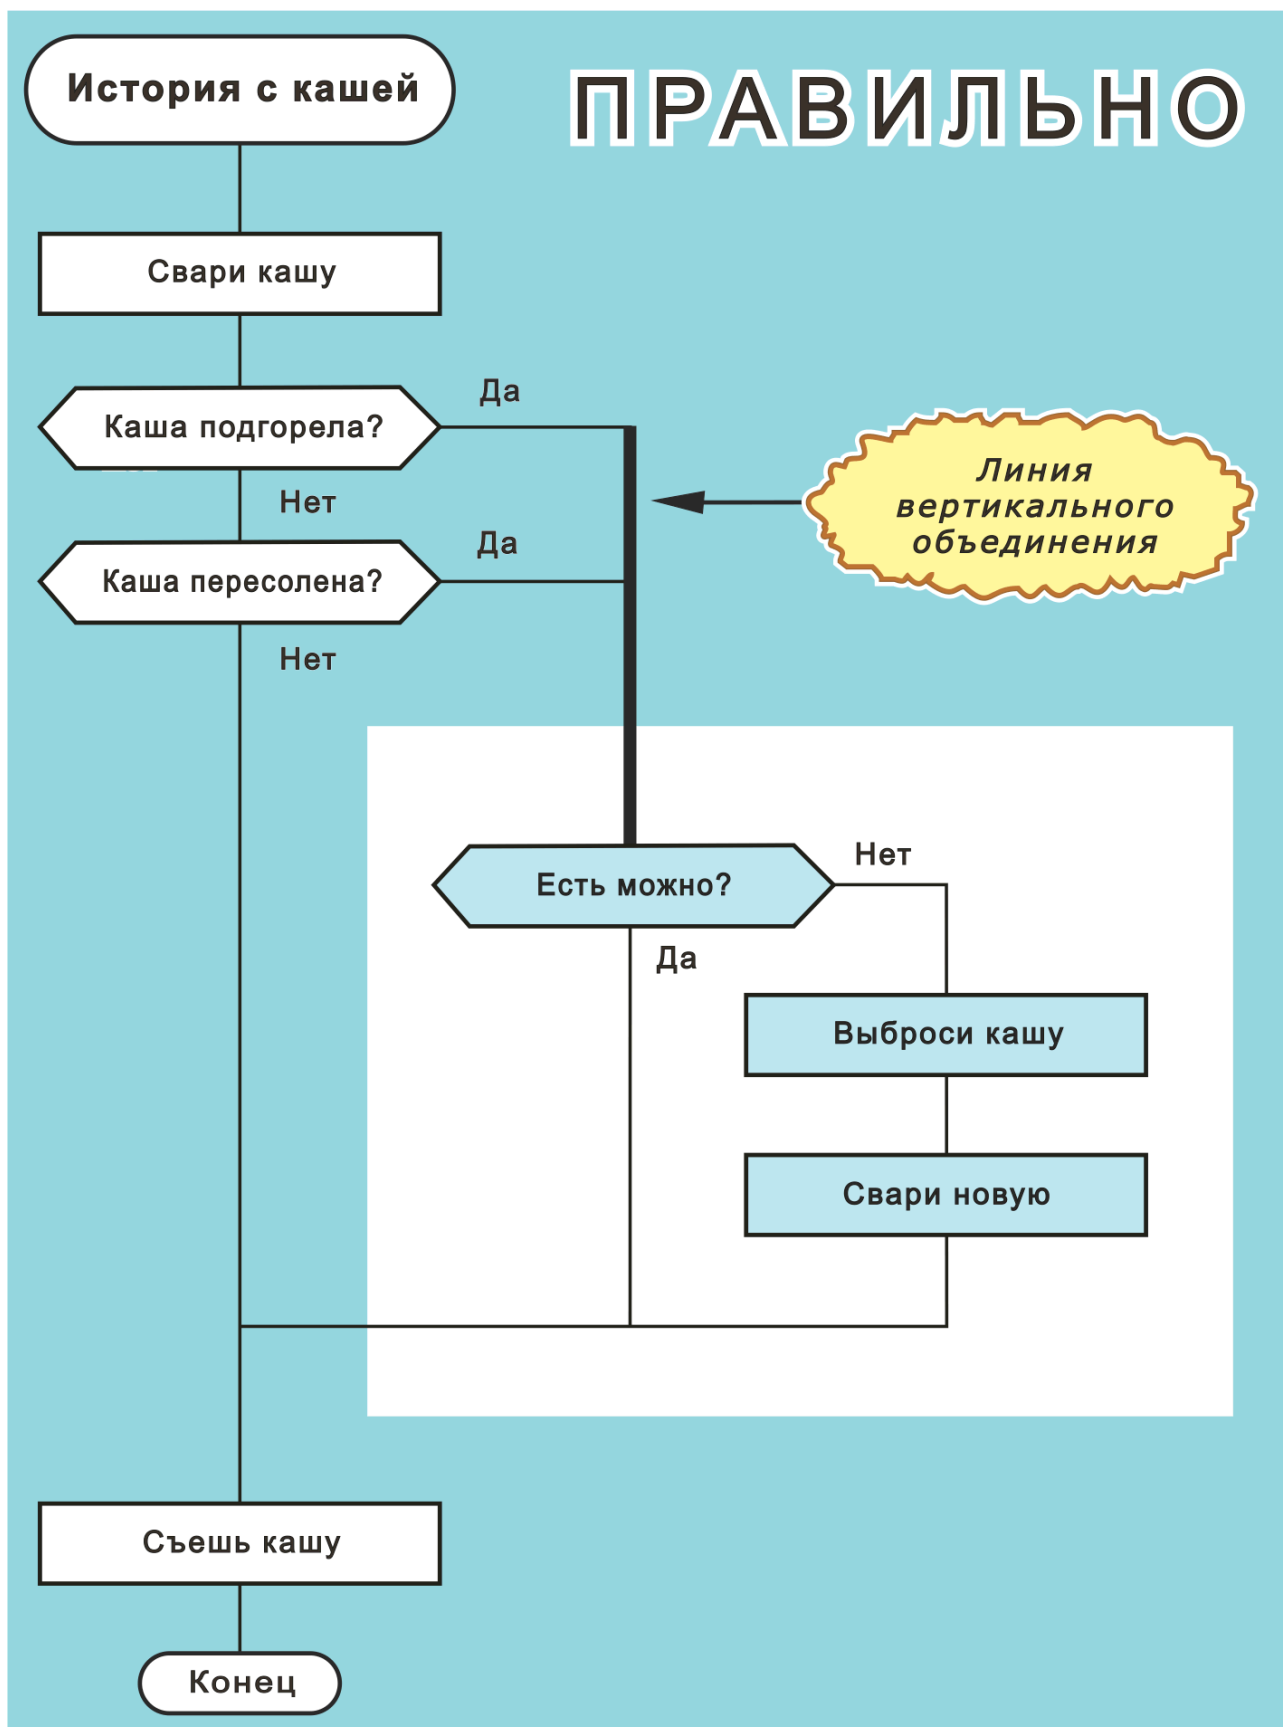 История с кашей
ПРАВИЛЬНО
Свари кашу
Каша подгорела?
Да
Линия
вертикального
объединения
Нет
Каша пересолена?
Да
Нет
Есть можно?
Нет
Да
Выброси кашу
Свари новую
Съешь кашу
Конец